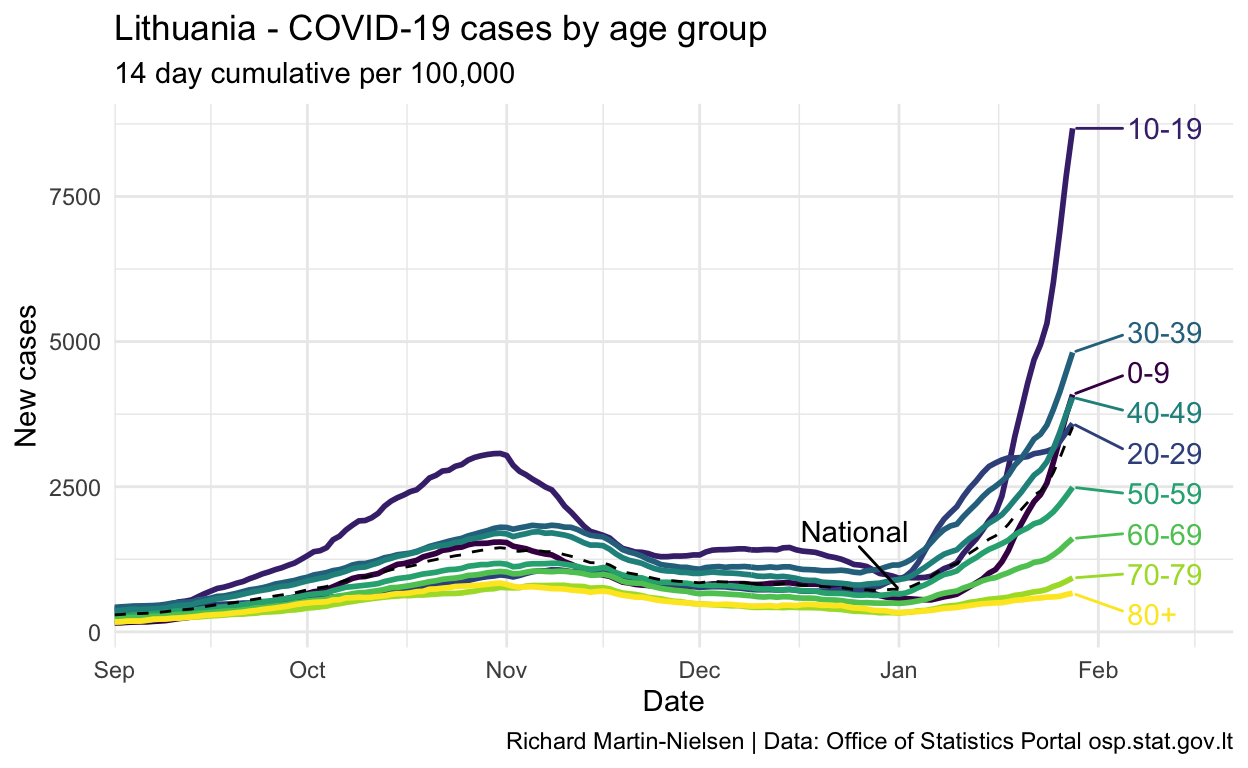 Lithuania - COVID-19 cases by age group
14 day cumulative per 100,000
New cases
7500
5000
2500
0
National
10-19
30-39
0-9
40-49
20-29
50-59
60-69
70-79
80+
Sep Oct Nov Dec Jan Feb
Date
Richard Martin-Nielsen | Data: Office of Statistics Portal osp.stat.gov.lt